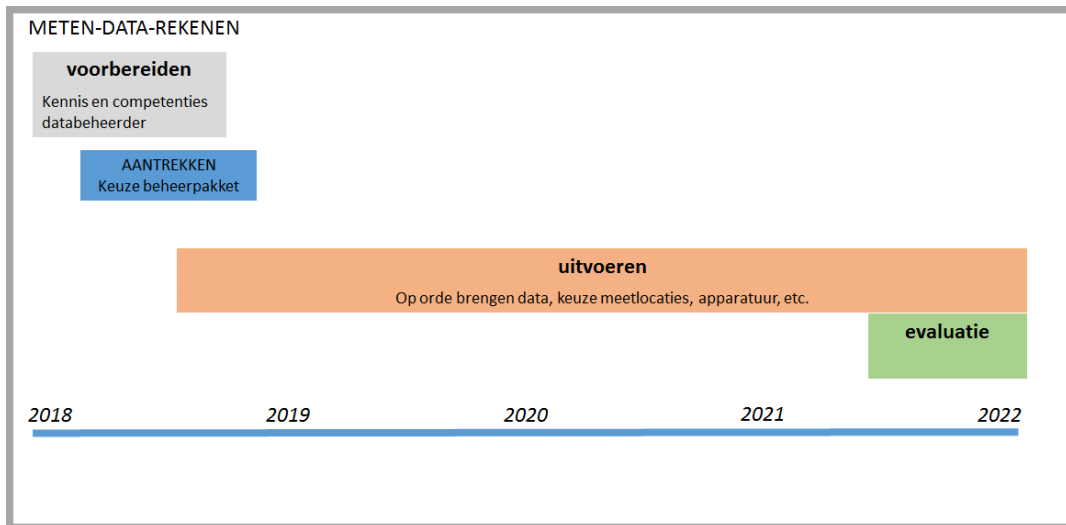 METEN-DATA-REKENEN
voorbereiden
Kennis en competenties
databeheerder
AANTREKKEN
Keuze beheerpakket
uitvoeren
Op orde brengen data, keuze meetlocaties, apparatuur, etc.
evaluatie
2018 2019 2020 2021 2022